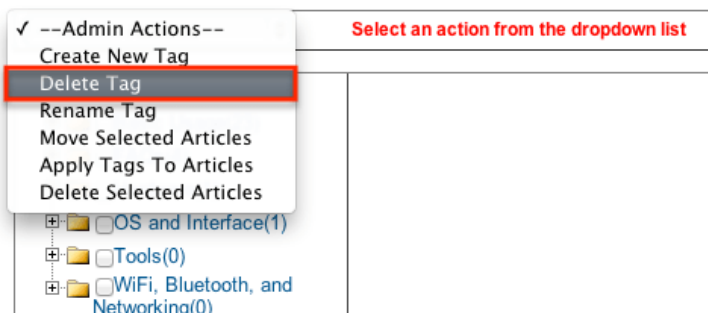 ✓ --Admin Actions--
Select an action from the dropdown list
Create New Tag
Delete Tag
Rename Tag
Move Selected Articles
Apply Tags To Articles
Delete Selected Articles
OS and Interface(1)
Tools(0)
WiFi, Bluetooth, and
Networking(0)